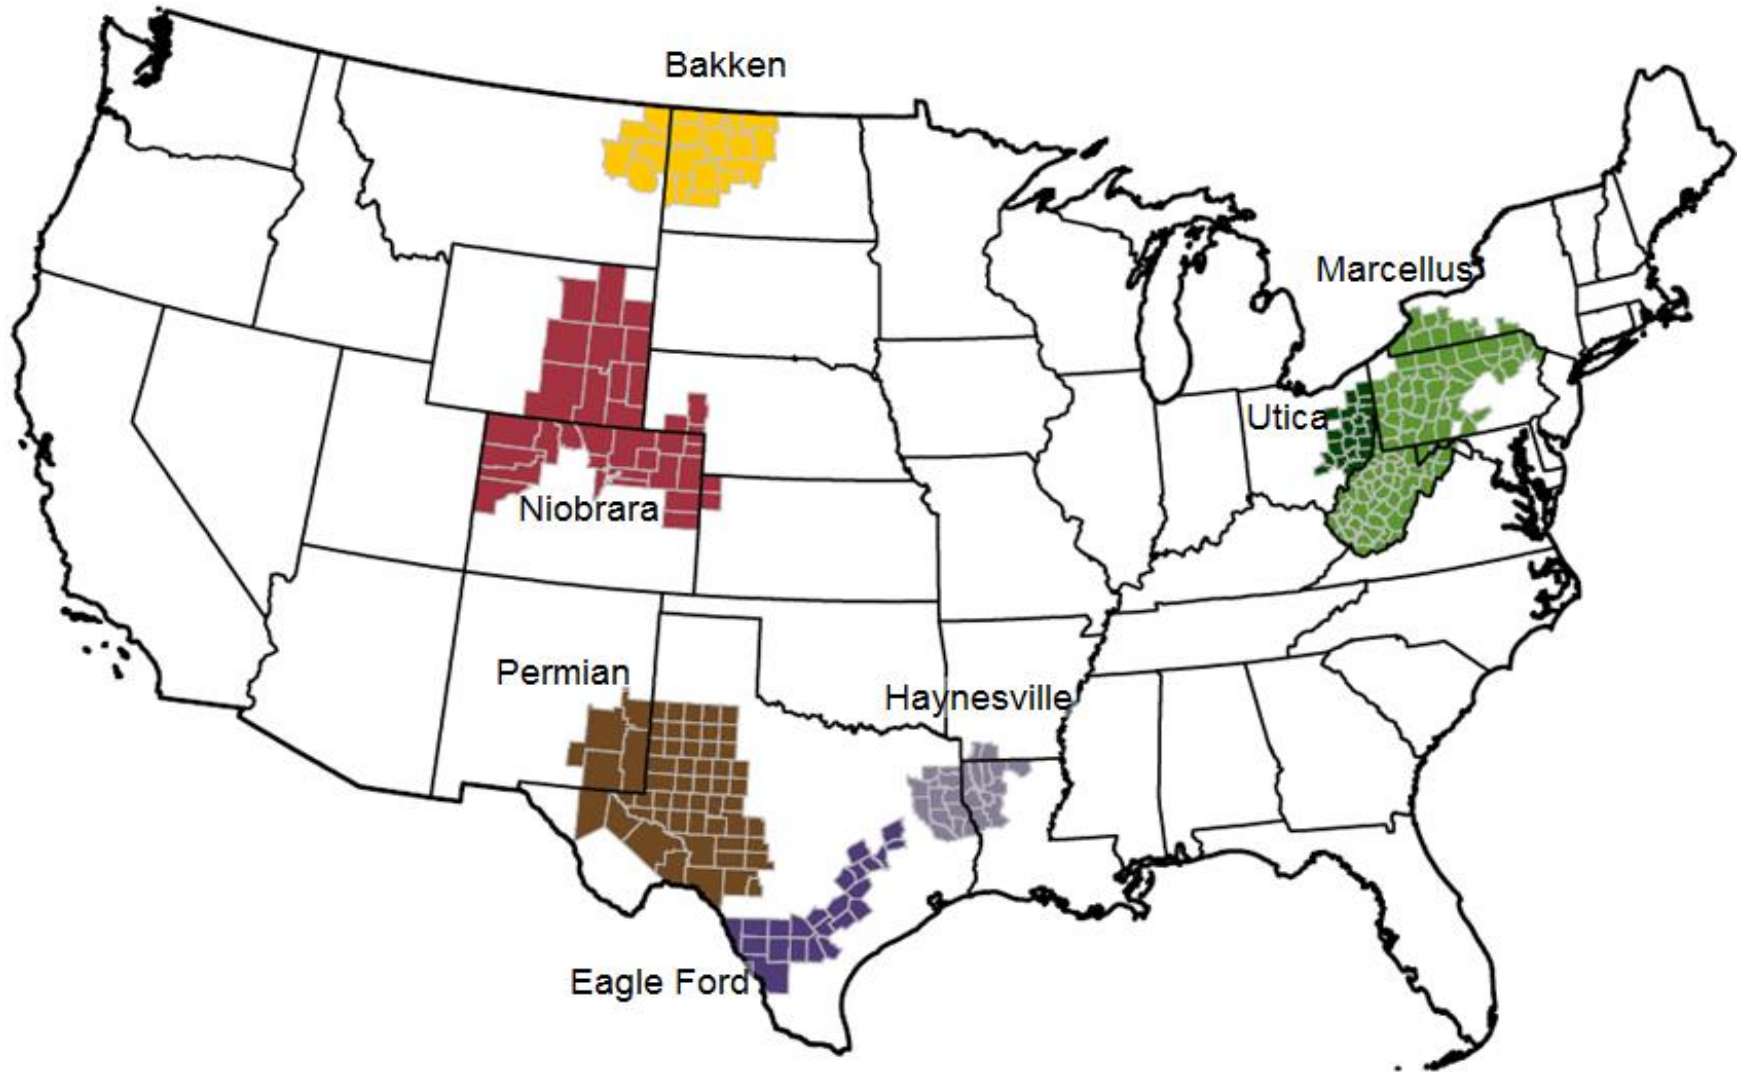 Bakken
Marcellus
Utica
Niobrara
Permian
Haynesville
Eagle Ford